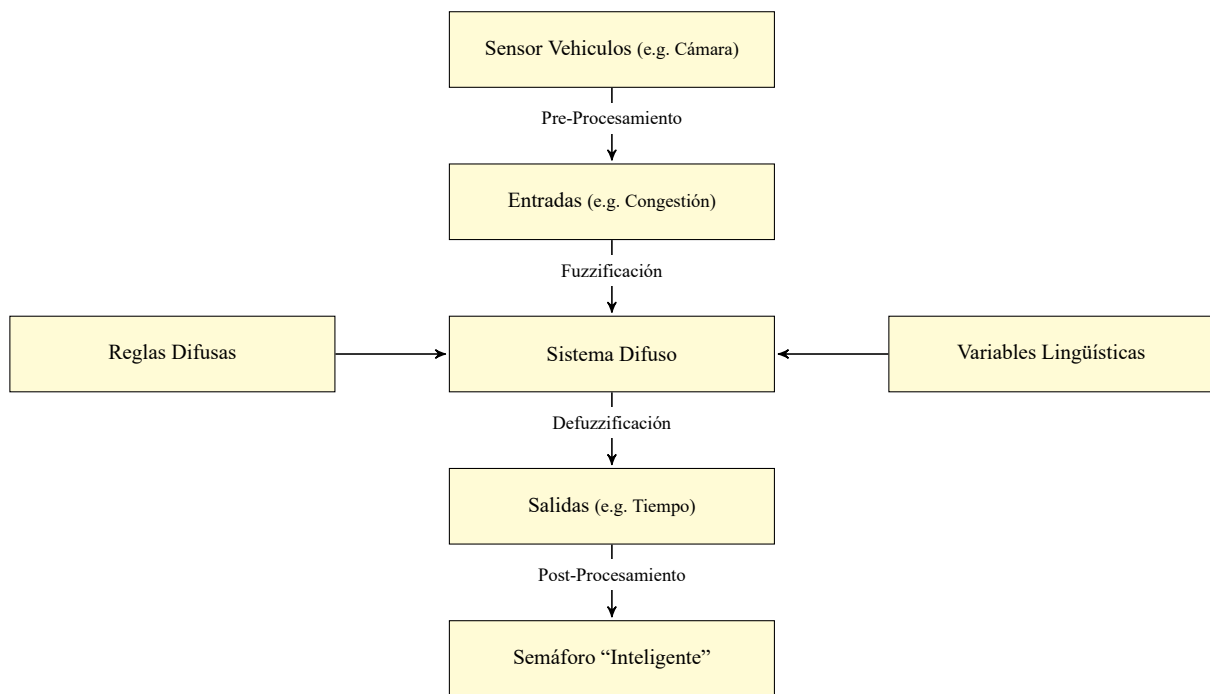 Sensor Vehiculos (e.g. Cámara)
Pre-Procesamiento
Entradas (e.g. Congestión)
Fuzzificación
Reglas Difusas
Sistema Difuso
Variables Lingüísticas
Defuzzificación
Salidas (e.g. Tiempo)
Post-Procesamiento
Semáforo “Inteligente”